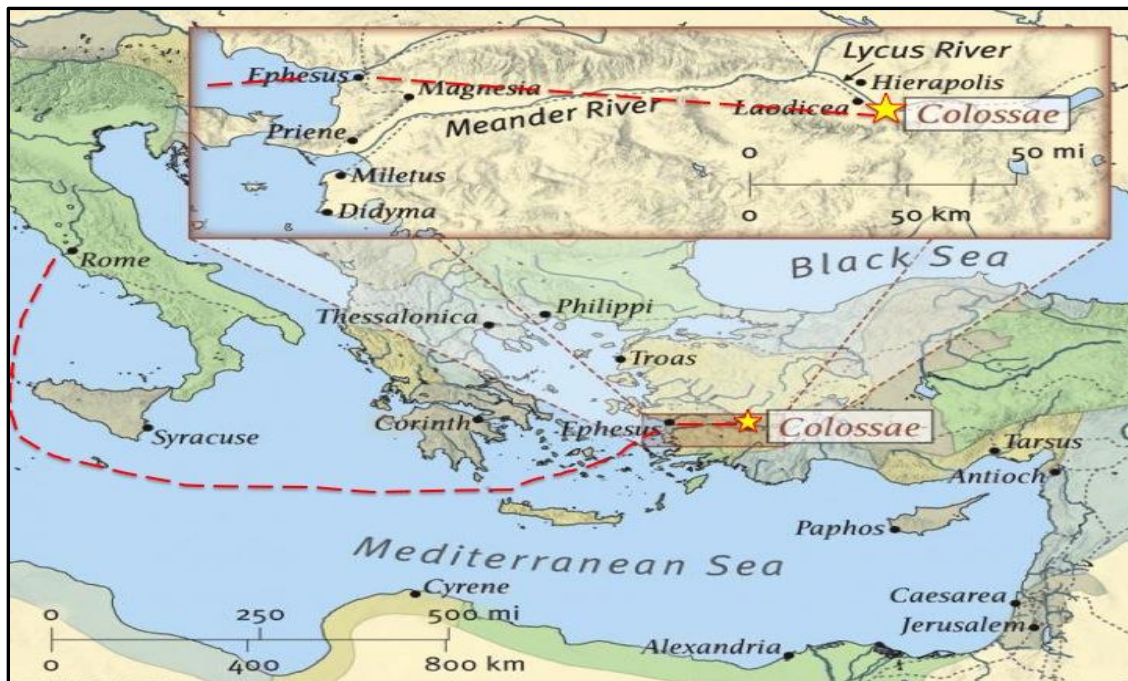 Lycus River
Ephesus
Hierapolis
Magnesia
Laodicea
Colossae
Meander River
Priene
0
50 mi
Miletus
0
50 km
Didyma
Rome
Black Sea
Philippi
Thessalonica
Troas
Corinth
Ephesus
Colossae
Syracuse
Tarsus
Antioch
Paphos
Mediterranean Sea
Cyrene
Caesarea
0
250
500 mi
Jerusalem
Alexandria
0
400
800 km